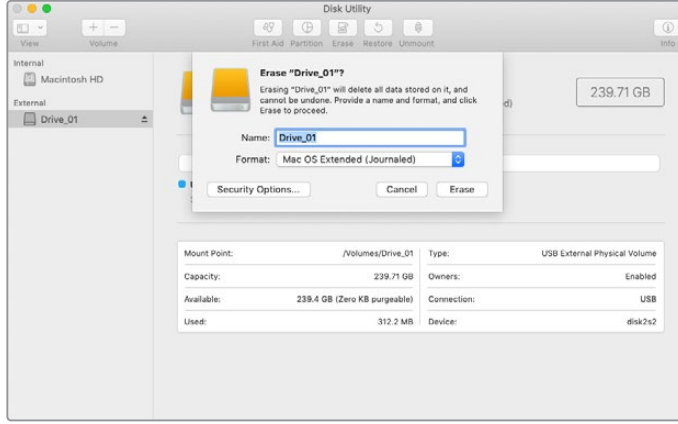 Disk Utility
View
Volume
First Aid
Partition
Erase
Restore
Unmount
Info
Internal
Macintosh HD
External
Drive_01
239.71 GB
Erase “Drive_01”?
Erasing “Drive_01” will delete all data stored on it, and
cannot be undone. Provide a name and format, and click
Erase to proceed.
Name: Drive_01
Format: Mac OS Extended (Journaled)
Security Options...
Cancel
Erase
Mount Point: /Volumes/Drive_01
Type: USB External Physical Volume
Capacity: 239.71 GB
Owners: Enabled
Available: 239.4 GB (Zero KB purgeable)
Connection: USB
Used: 312.2 MB
Device: disk2s2